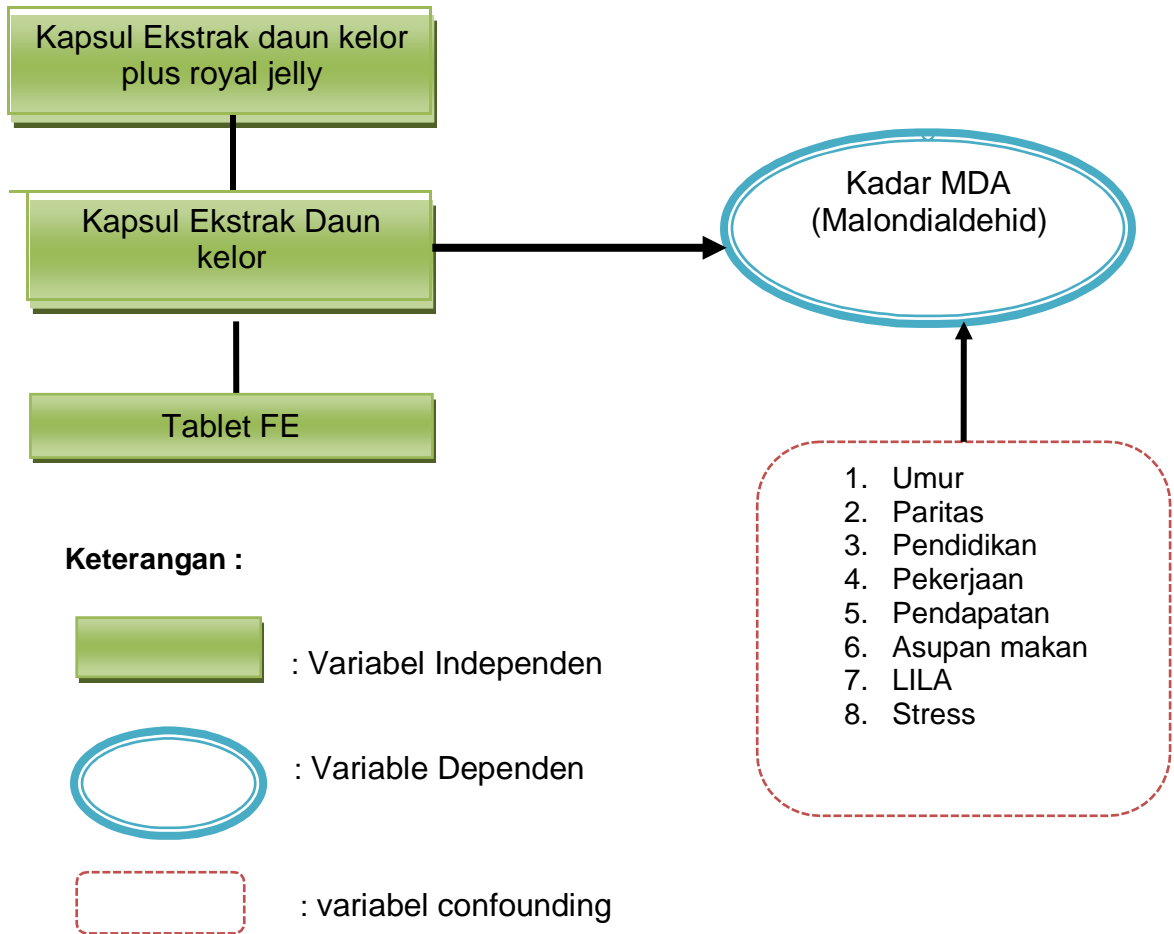 Kapsul Ekstrak daun kelor
plus royal jelly
Kapsul Ekstrak Daun
kelor
Tablet FE
Kadar MDA
(Malondialdehid)
1. Umur
2. Paritas
3. Pendidikan
4. Pekerjaan
5. Pendapatan
6. Asupan makan
7. LILA
8. Stress
Keterangan :
: Variabel Independen
: Variable Dependen
: variabel confounding